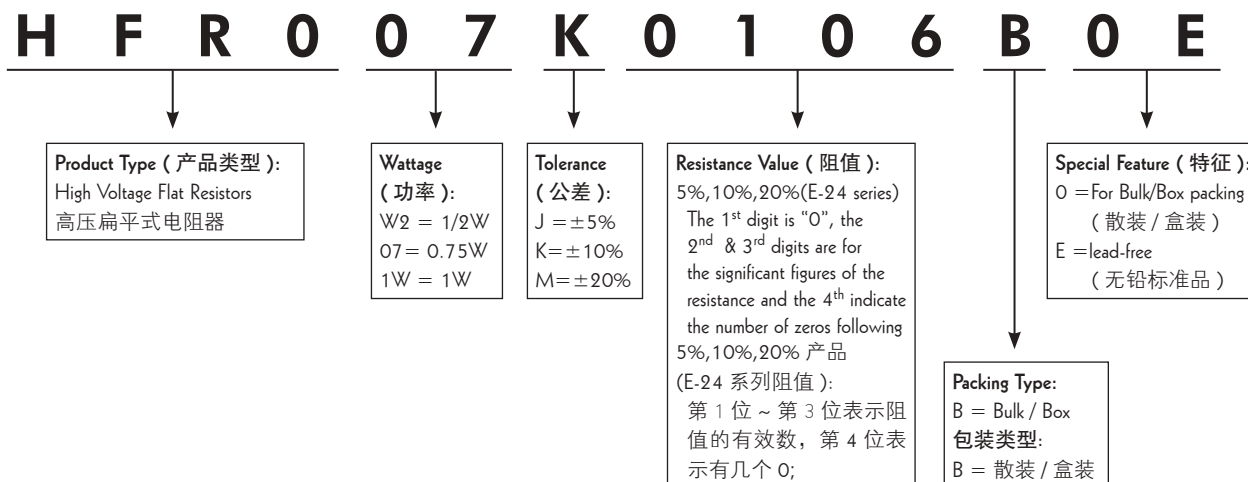 H F R 0 0 7 K 0 1 0 6 B 0 E
Product Type ( 产品类型 ):
High Voltage Flat Resistors
高压扁平式电阻器
Wattage
( 功率 ):
W2 = 1/2W
07= 0.75W
1W = 1W
Tolerance
( 公差 ):
J =±5%
K=±10%
M=±20%
Resistance Value ( 阻值 ):
5%,10%,20%(E-24 series)
The 1st digit is "0", the
2nd & 3rd digits are for
the significant figures of the
resistance and the 4th indicate
the number of zeros following
5%,10%,20% 产品
(E-24 系列阻值 ):
第 1 位 ~ 第 3 位表示阻
值的有效数，第 4 位表
示有几个 0;
Packing Type:
B = Bulk / Box
包装类型:
B = 散装 / 盒装
Special Feature ( 特征 ):
0 =For Bulk/Box packing
( 散装 / 盒装 )
E =lead-free
( 无铅标准品 )